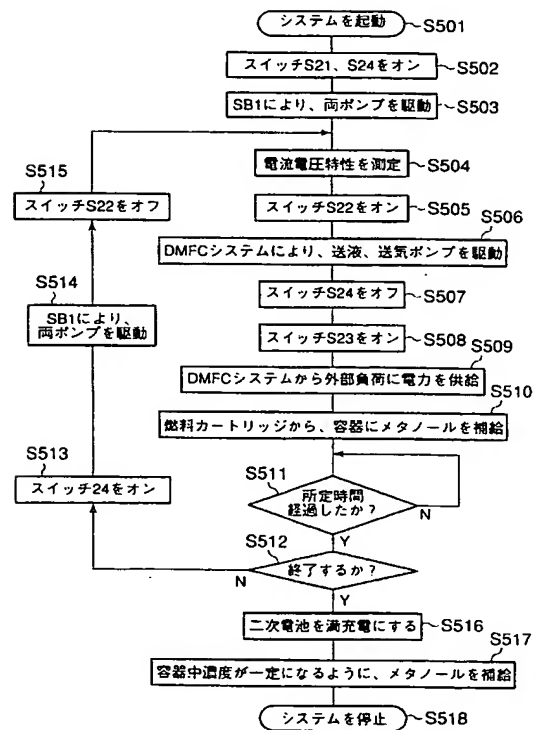 システムを起動
S501
スイッチS21、S24をオン
S502
SB1により、両ポンプを駆動
S503
電流電圧特性を測定
S504
スイッチS22をオン
S505
DMFCシステムにより、送液、送気ポンプを駆動
S506
スイッチS24をオフ
S507
スイッチS23をオン
S508
DMFCシステムから外部負荷に電力を供給
S509
燃料カートリッジから、容器にメタノールを補給
S510
S511
所定時間
経過したか?
N
Y
S512
終了するか?
N
Y
S513
スイッチ24をオン
S514
SB1により、
両ポンプを駆動
S515
スイッチS22をオフ
二次電池を満充電にする
S516
容器中濃度が一定になるように、メタノールを補給
S517
システムを停止
S518